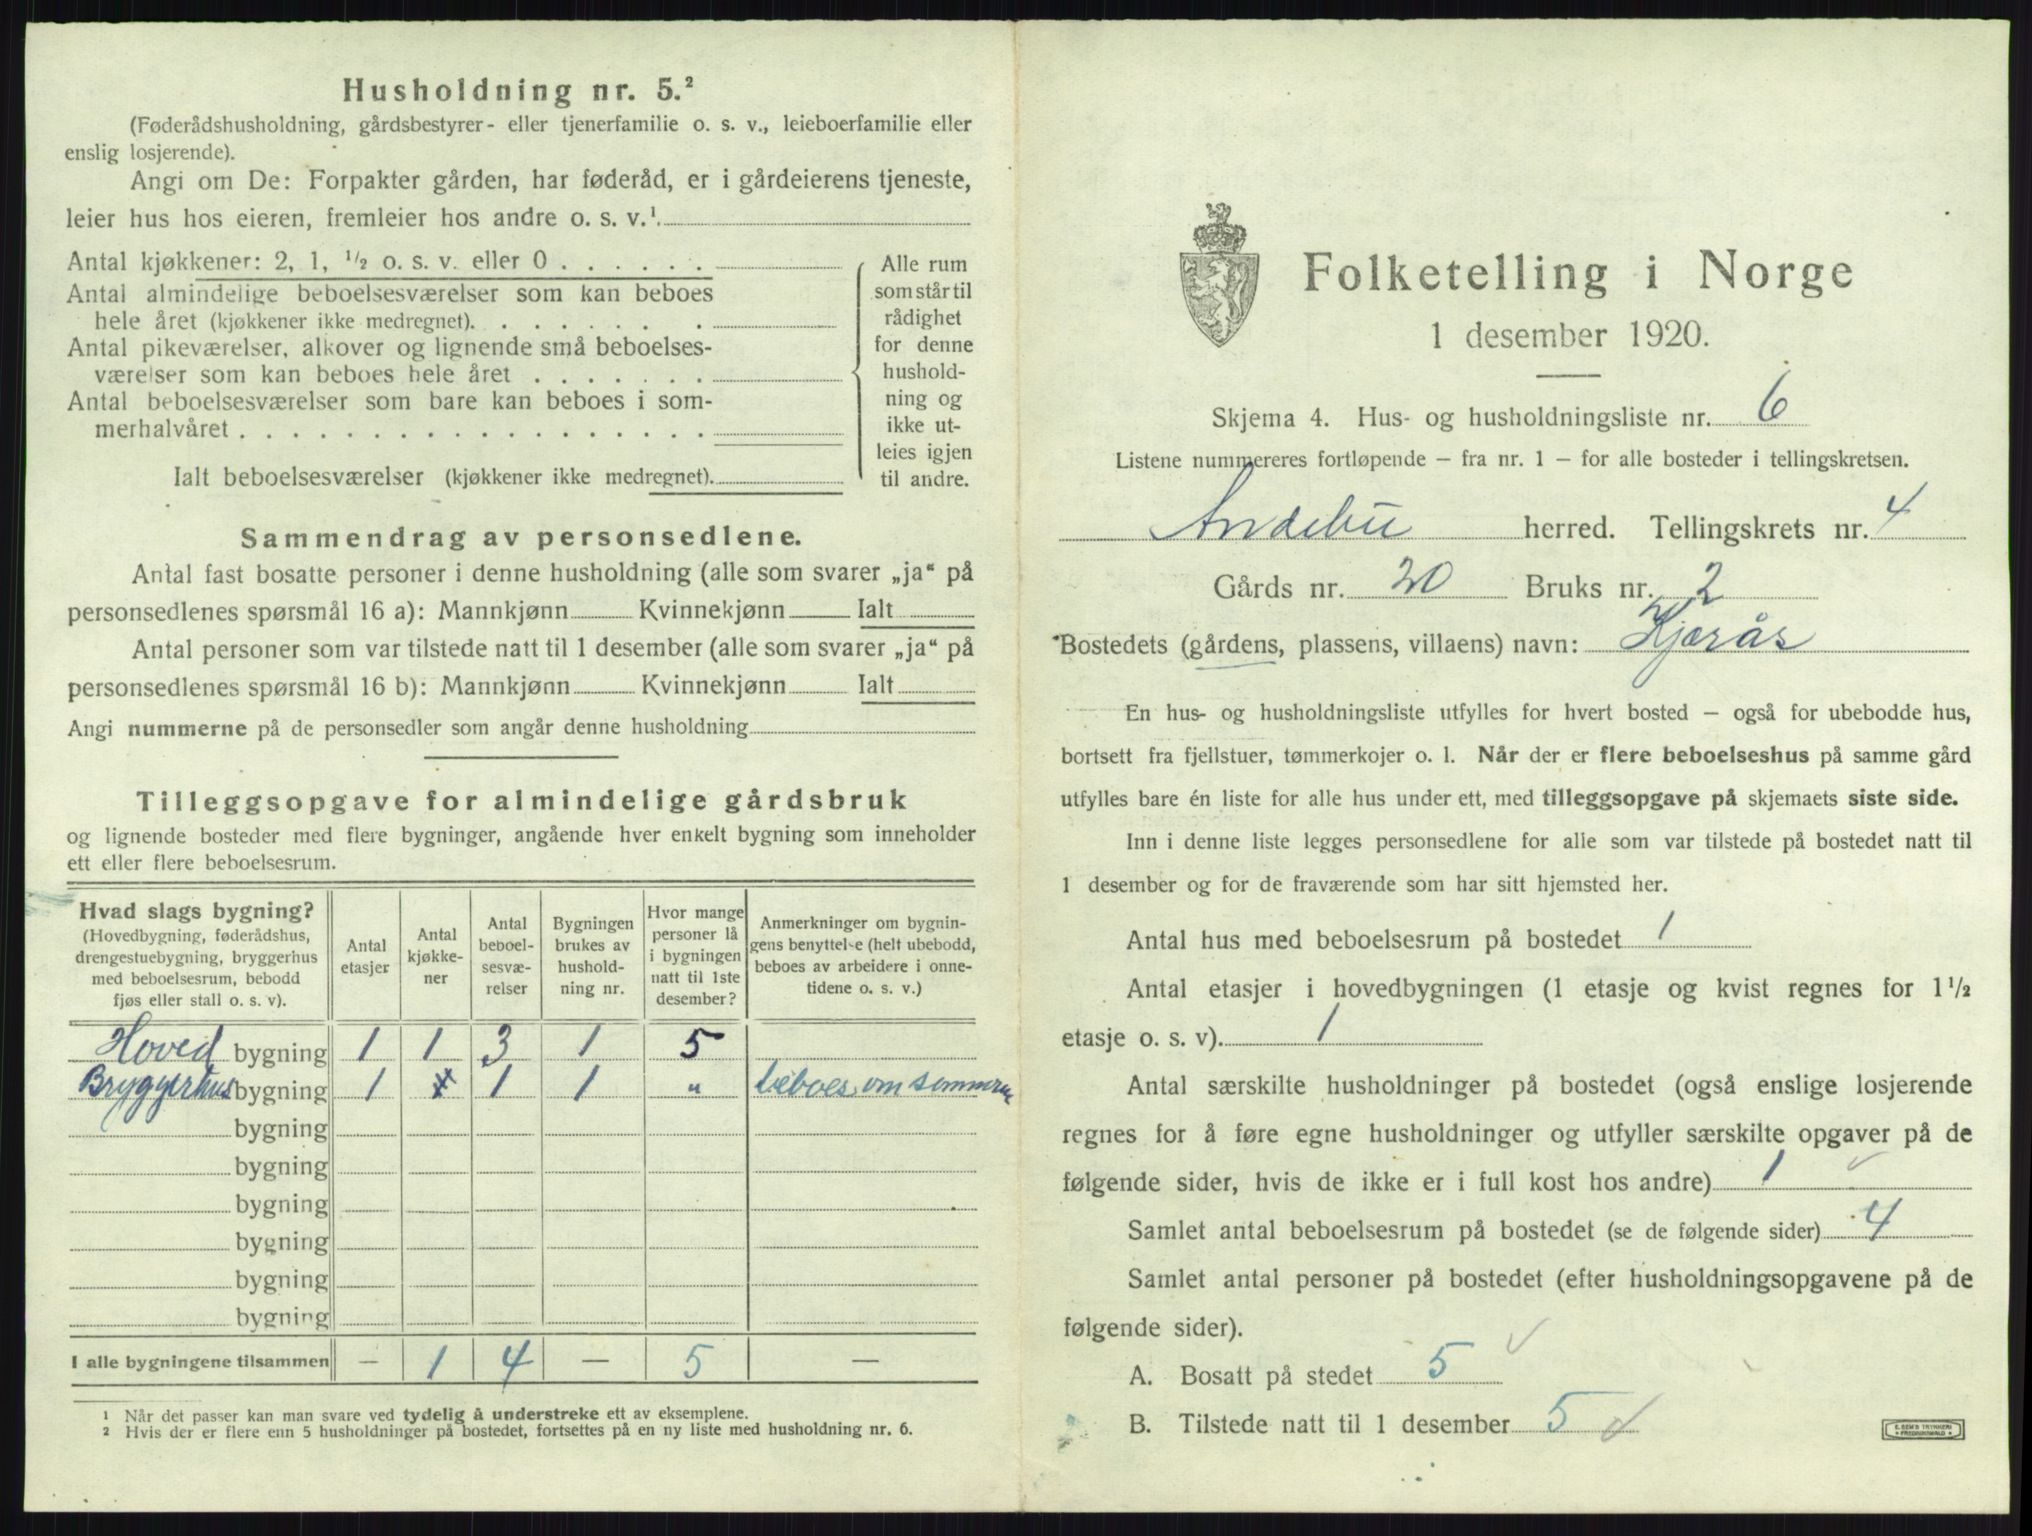 Husholdning nr. 5.²
(Føderådshusholdning, gårdsbestyrer- eller tjenerfamilie o. s. v., leieboerfamilie eller
enslig losjerende).
Angi om De: Forpakter gården, har føderåd, er i gårdeierens tjeneste,
leier hus hos eieren, fremleier hos andre o. s. v.¹.
Antal kjøkkener: 2, 1, ½ o. s. v. eller 0 . . . . . .
Antal almindelige beboelsesværelser som kan beboes
hele året (kjøkkener ikke medregnet). . . . . . . .
Antal pikeværelser, alkover og lignende små beboelses-
værelser som kan beboes hele året . . . . . . .
Antal beboelsesværelser som bare kan beboes i som-
merhalvåret . . . . . . . . . . . . . . . . . .
Ialt beboelsesværelser (kjøkkener ikke medregnet).
Alle rum
som står til
rådighet
for denne
hushold-
ning og
ikke ut-
leies igjen
til andre.
Sammendrag av personsedlene.
Antal fast bosatte personer i denne husholdning (alle som svarer „ja“ på
personsedlenes spørsmål 16 a): Mannkjønn Kvinnekjønn Ialt
Antal personer som var tilstede natt til 1 desember (alle som svarer „ja“ på
personsedlenes spørsmål 16 b): Mannkjønn Kvinnekjønn Ialt
Angi nummerne på de personsedler som angår denne husholdning
Tilleggsopgave for almindelige gårdsbruk
og lignende bosteder med flere bygninger, angående hver enkelt bygning som inneholder
ett eller flere beboelsesrum.
Hvad slags bygning?
(Hovedbygning, føderådshus,
drengestuebygning, bryggerhus
med beboelsesrum, bebodd
fjøs eller stall o. s. v).
Antal
etasjer
Antal
kjøkke-
ner
Antal
beboel-
sesvæ-
relser
Bygningen
brukes av
hushold-
ning nr.
Hvor mange
personer lå
i bygningen
natt til 1ste
desember?
Anmerkninger om bygnin-
gens benyttelse (helt ubebodd,
beboes av arbeidere i onne-
tidene o. s. v.)
Hoved bygning 1 1 3 1 5
Bryggerhus bygning 1 1 1 " beboes om sommeren
bygning
bygning
bygning
bygning
bygning
bygning
I alle bygningene tilsammen — 1 4 — 5 —
¹ Når det passer kan man svare ved tydelig å understreke ett av eksemplene.
² Hvis der er flere enn 5 husholdninger på bostedet, fortsettes på en ny liste med husholdning nr. 6.
Folketelling i Norge
1 desember 1920.
Skjema 4. Hus- og husholdningsliste nr. 6
Listene nummereres fortløpende — fra nr. 1 — for alle bosteder i tellingskretsen.
Andebu herred. Tellingskrets nr. 4
Gårds nr. 20 Bruks nr. 2
Bostedets (gårdens, plassens, villaens) navn: Kjærås
En hus- og husholdningsliste utfylles for hvert bosted — også for ubebodde hus,
bortsett fra fjellstuer, tømmerkojer o. l. Når der er flere beboelseshus på samme gård
utfylles bare én liste for alle hus under ett, med tilleggsopgave på skjemaets siste side.
Inn i denne liste legges personsedlene for alle som var tilstede på bostedet natt til
1 desember og for de fraværende som har sitt hjemsted her.
Antal hus med beboelsesrum på bostedet 1
Antal etasjer i hovedbygningen (1 etasje og kvist regnes for 1½
etasje o. s. v). 1
Antal særskilte husholdninger på bostedet (også enslige losjerende
regnes for å føre egne husholdninger og utfyller særskilte opgaver på de
følgende sider, hvis de ikke er i full kost hos andre) 1
Samlet antal beboelsesrum på bostedet (se de følgende sider) 4
Samlet antal personer på bostedet (efter husholdningsopgavene på de
følgende sider).
A. Bosatt på stedet 5
B. Tilstede natt til 1 desember 5
E. SEM'S TRYKKERI
FREDRIKSHALD